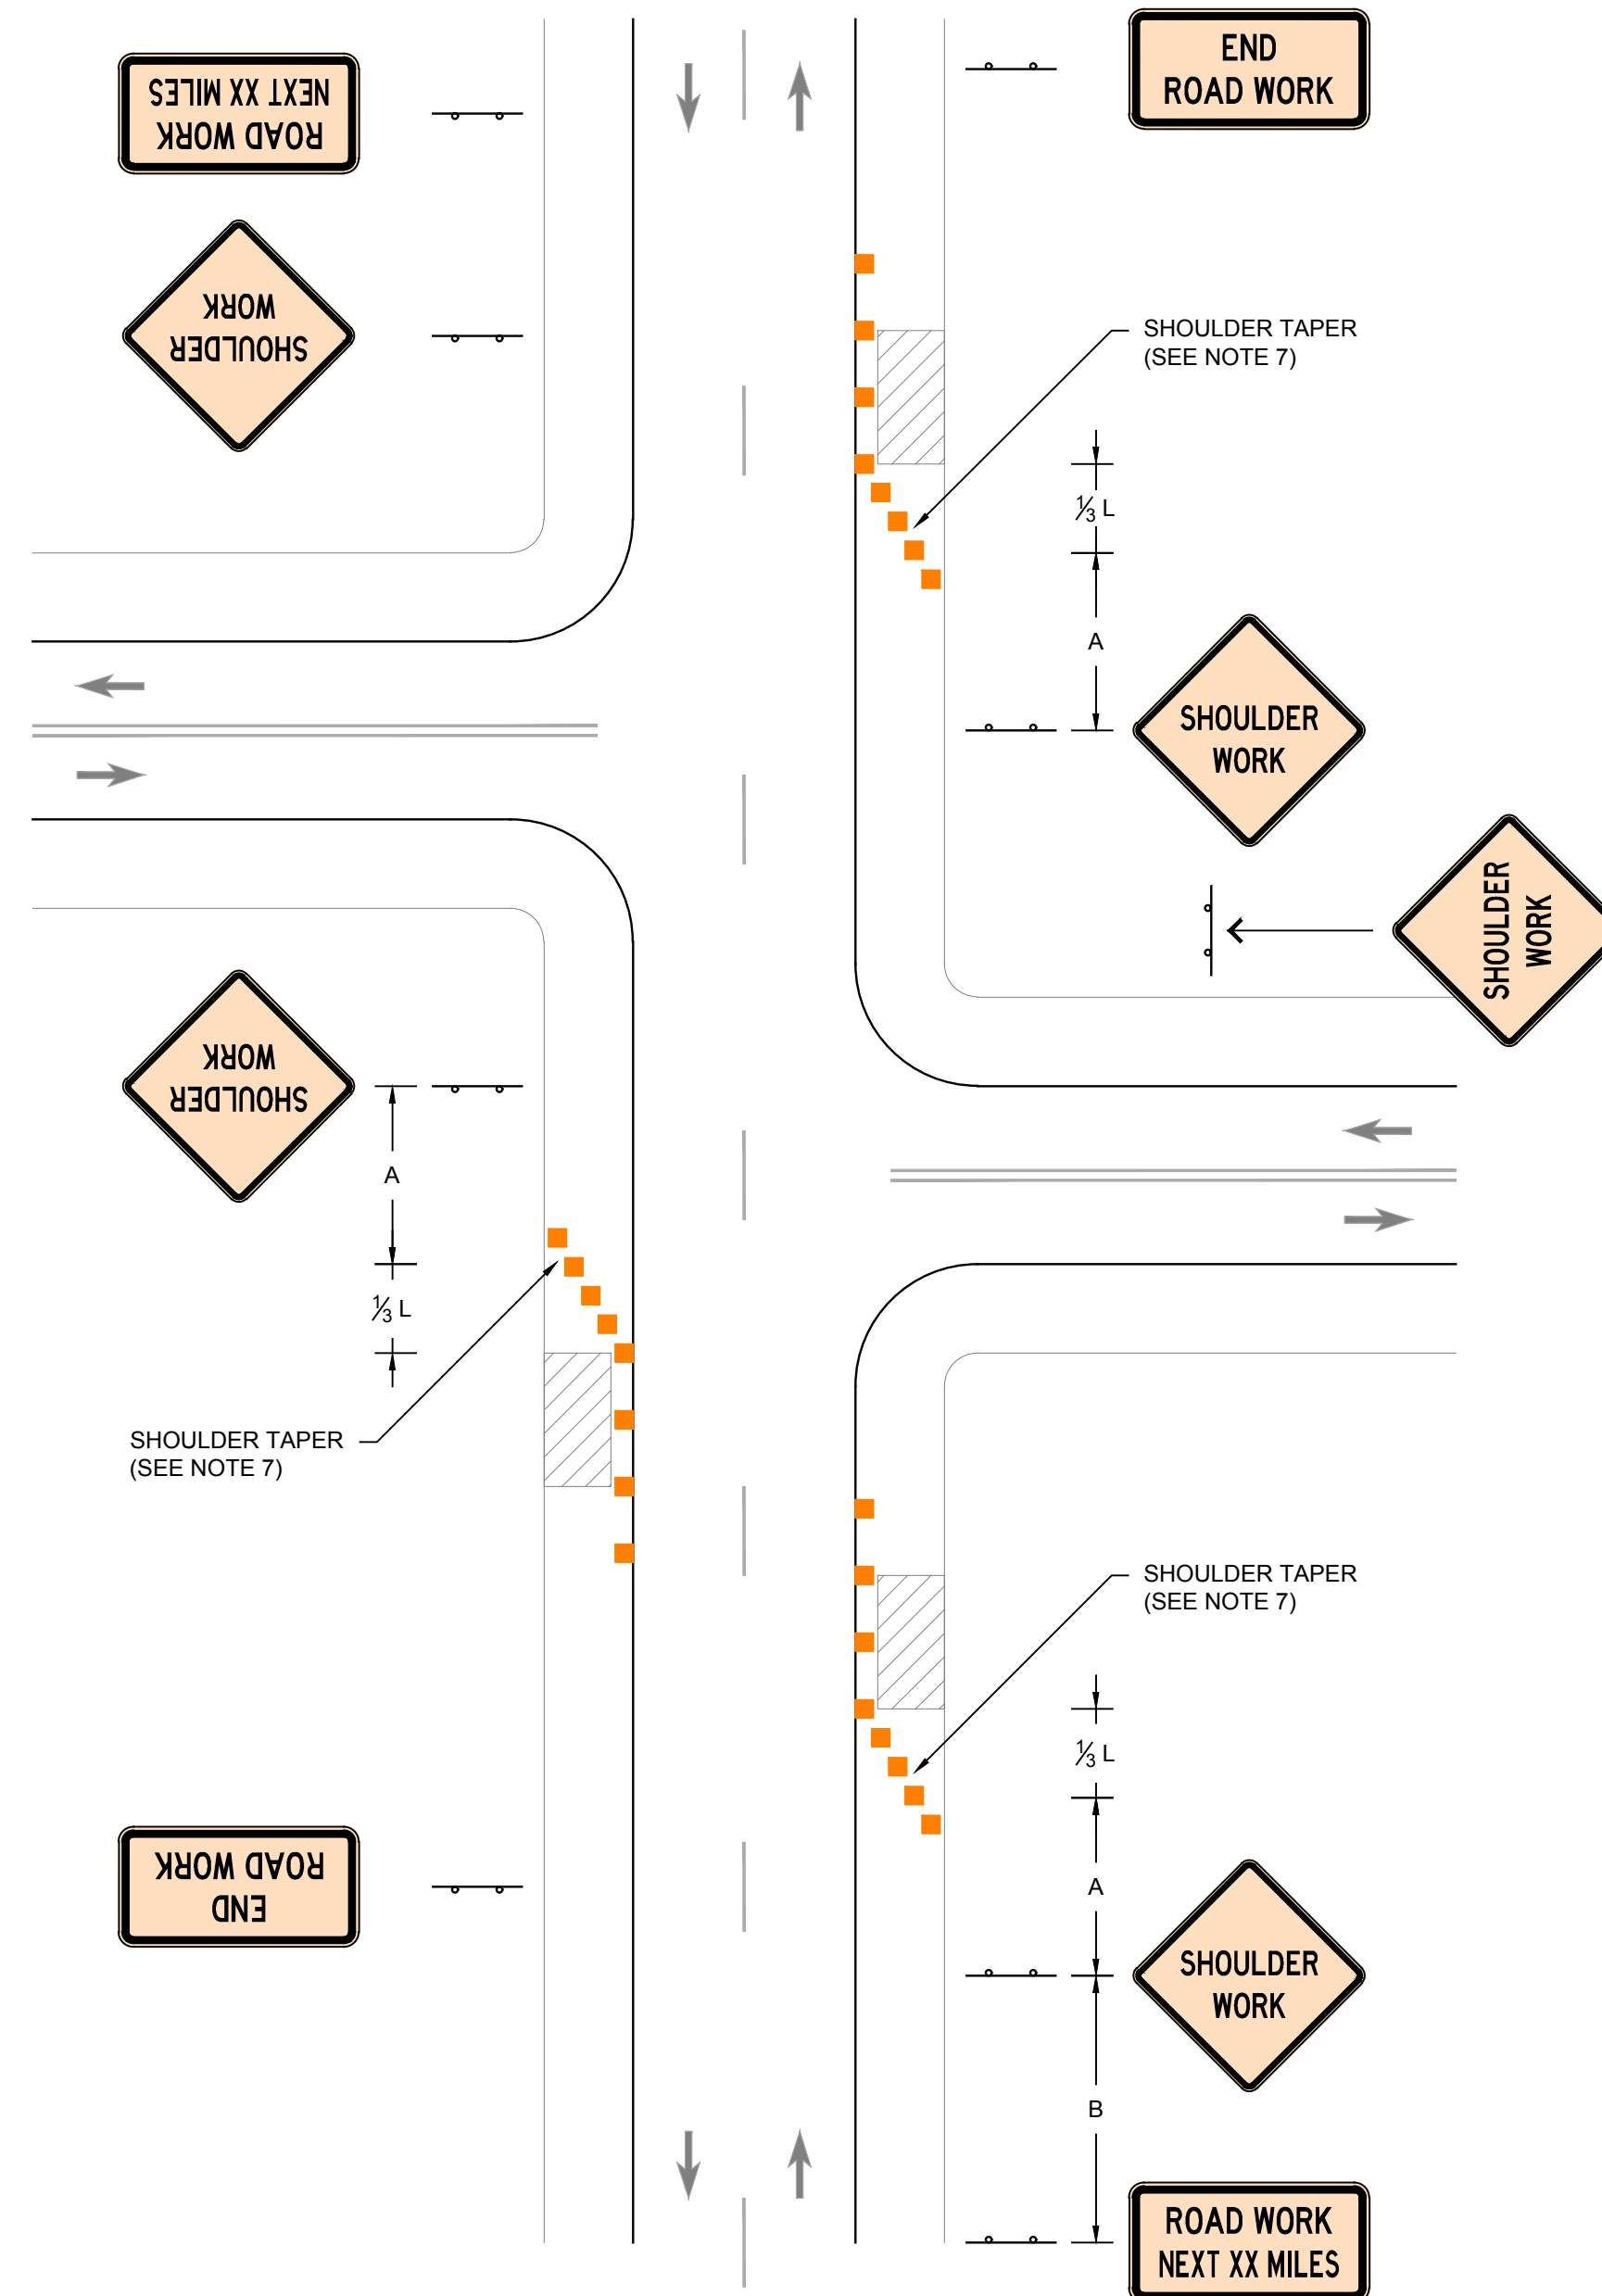 END
ROAD WORK
ROAD WORK
NEXT XX MILES
SHOULDER
WORK
SHOULDER TAPER
(SEE NOTE 7)
⅓ L
A
SHOULDER
WORK
SHOULDER
WORK
SHOULDER
WORK
A
⅓ L
SHOULDER TAPER
(SEE NOTE 7)
SHOULDER TAPER
(SEE NOTE 7)
⅓ L
A
END
ROAD WORK
SHOULDER
WORK
B
ROAD WORK
NEXT XX MILES